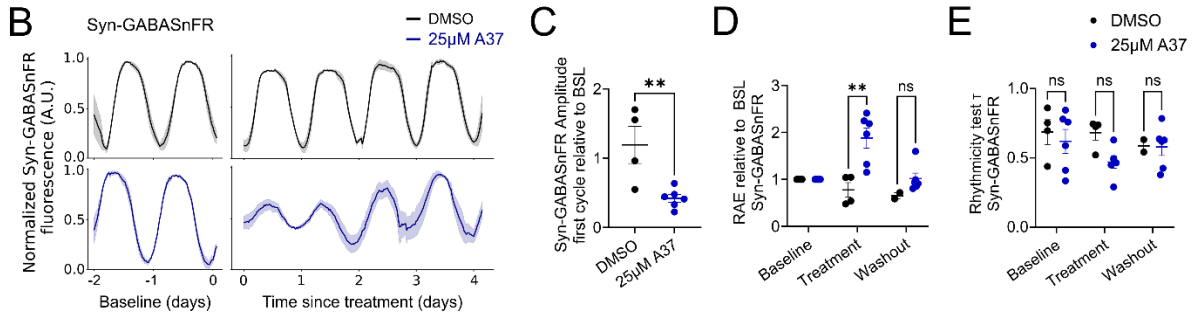 B
Syn-GABASnFR
DMSO
25µM A37
Normalized Syn-GABASnFR
fluorescence (A.U.)
1.0
0.5
0.0
1.0
0.5
0.0
-2
-1
0
Baseline (days)
0
1
2
3
4
Time since treatment (days)
C
Syn-GABASnFR Amplitude
first cycle relative to BSL
2
1
0
**
DMSO
25µM A37
D
RAE relative to BSL
Syn-GABASnFR
3
2
1
0
**
ns
Baseline
Treatment
Washout
E
DMSO
25µM A37
Rhythmicity test τ
Syn-GABASnFR
1.0
0.5
0.0
ns
ns
ns
Baseline
Treatment
Washout